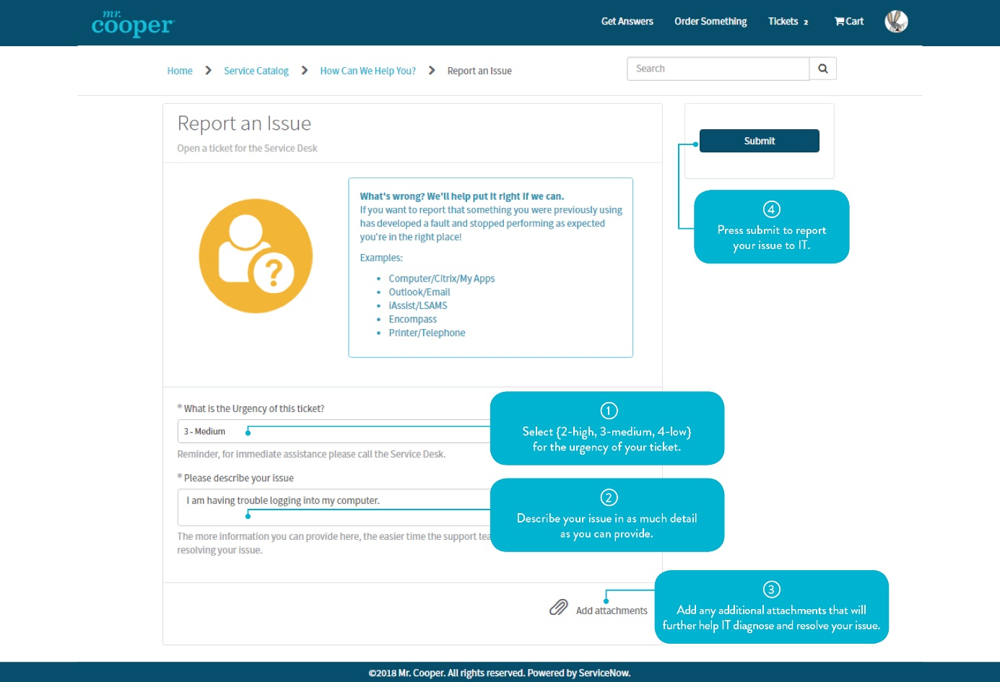 mr.
cooper
Get Answers
Order Something
Tickets 2
Cart
Home
Service Catalog
How Can We Help You?
Report an Issue
Search
Report an Issue
Open a ticket for the Service Desk
Submit
What's wrong? We'll help put it right if we can.
If you want to report that something you were previously using
has developed a fault and stopped performing as expected
you're in the right place!
Examples:
• Computer/Citrix/My Apps
• Outlook/Email
• iAssist/LSAMS
• Encompass
• Printer/Telephone
?
4
Press submit to report
your issue to IT.
* What is the Urgency of this ticket?
3 - Medium
Reminder, for immediate assistance please call the Service Desk.
1
Select {2-high, 3-medium, 4-low}
for the urgency of your ticket.
* Please describe your issue
I am having trouble logging into my computer.
The more information you can provide here, the easier time the support
resolving your issue.
2
Describe your issue in as much detail
as you can provide.
Add attachments
3
Add any additional attachments that will
further help IT diagnose and resolve your issue.
©2018 Mr. Cooper. All rights reserved. Powered by ServiceNow.